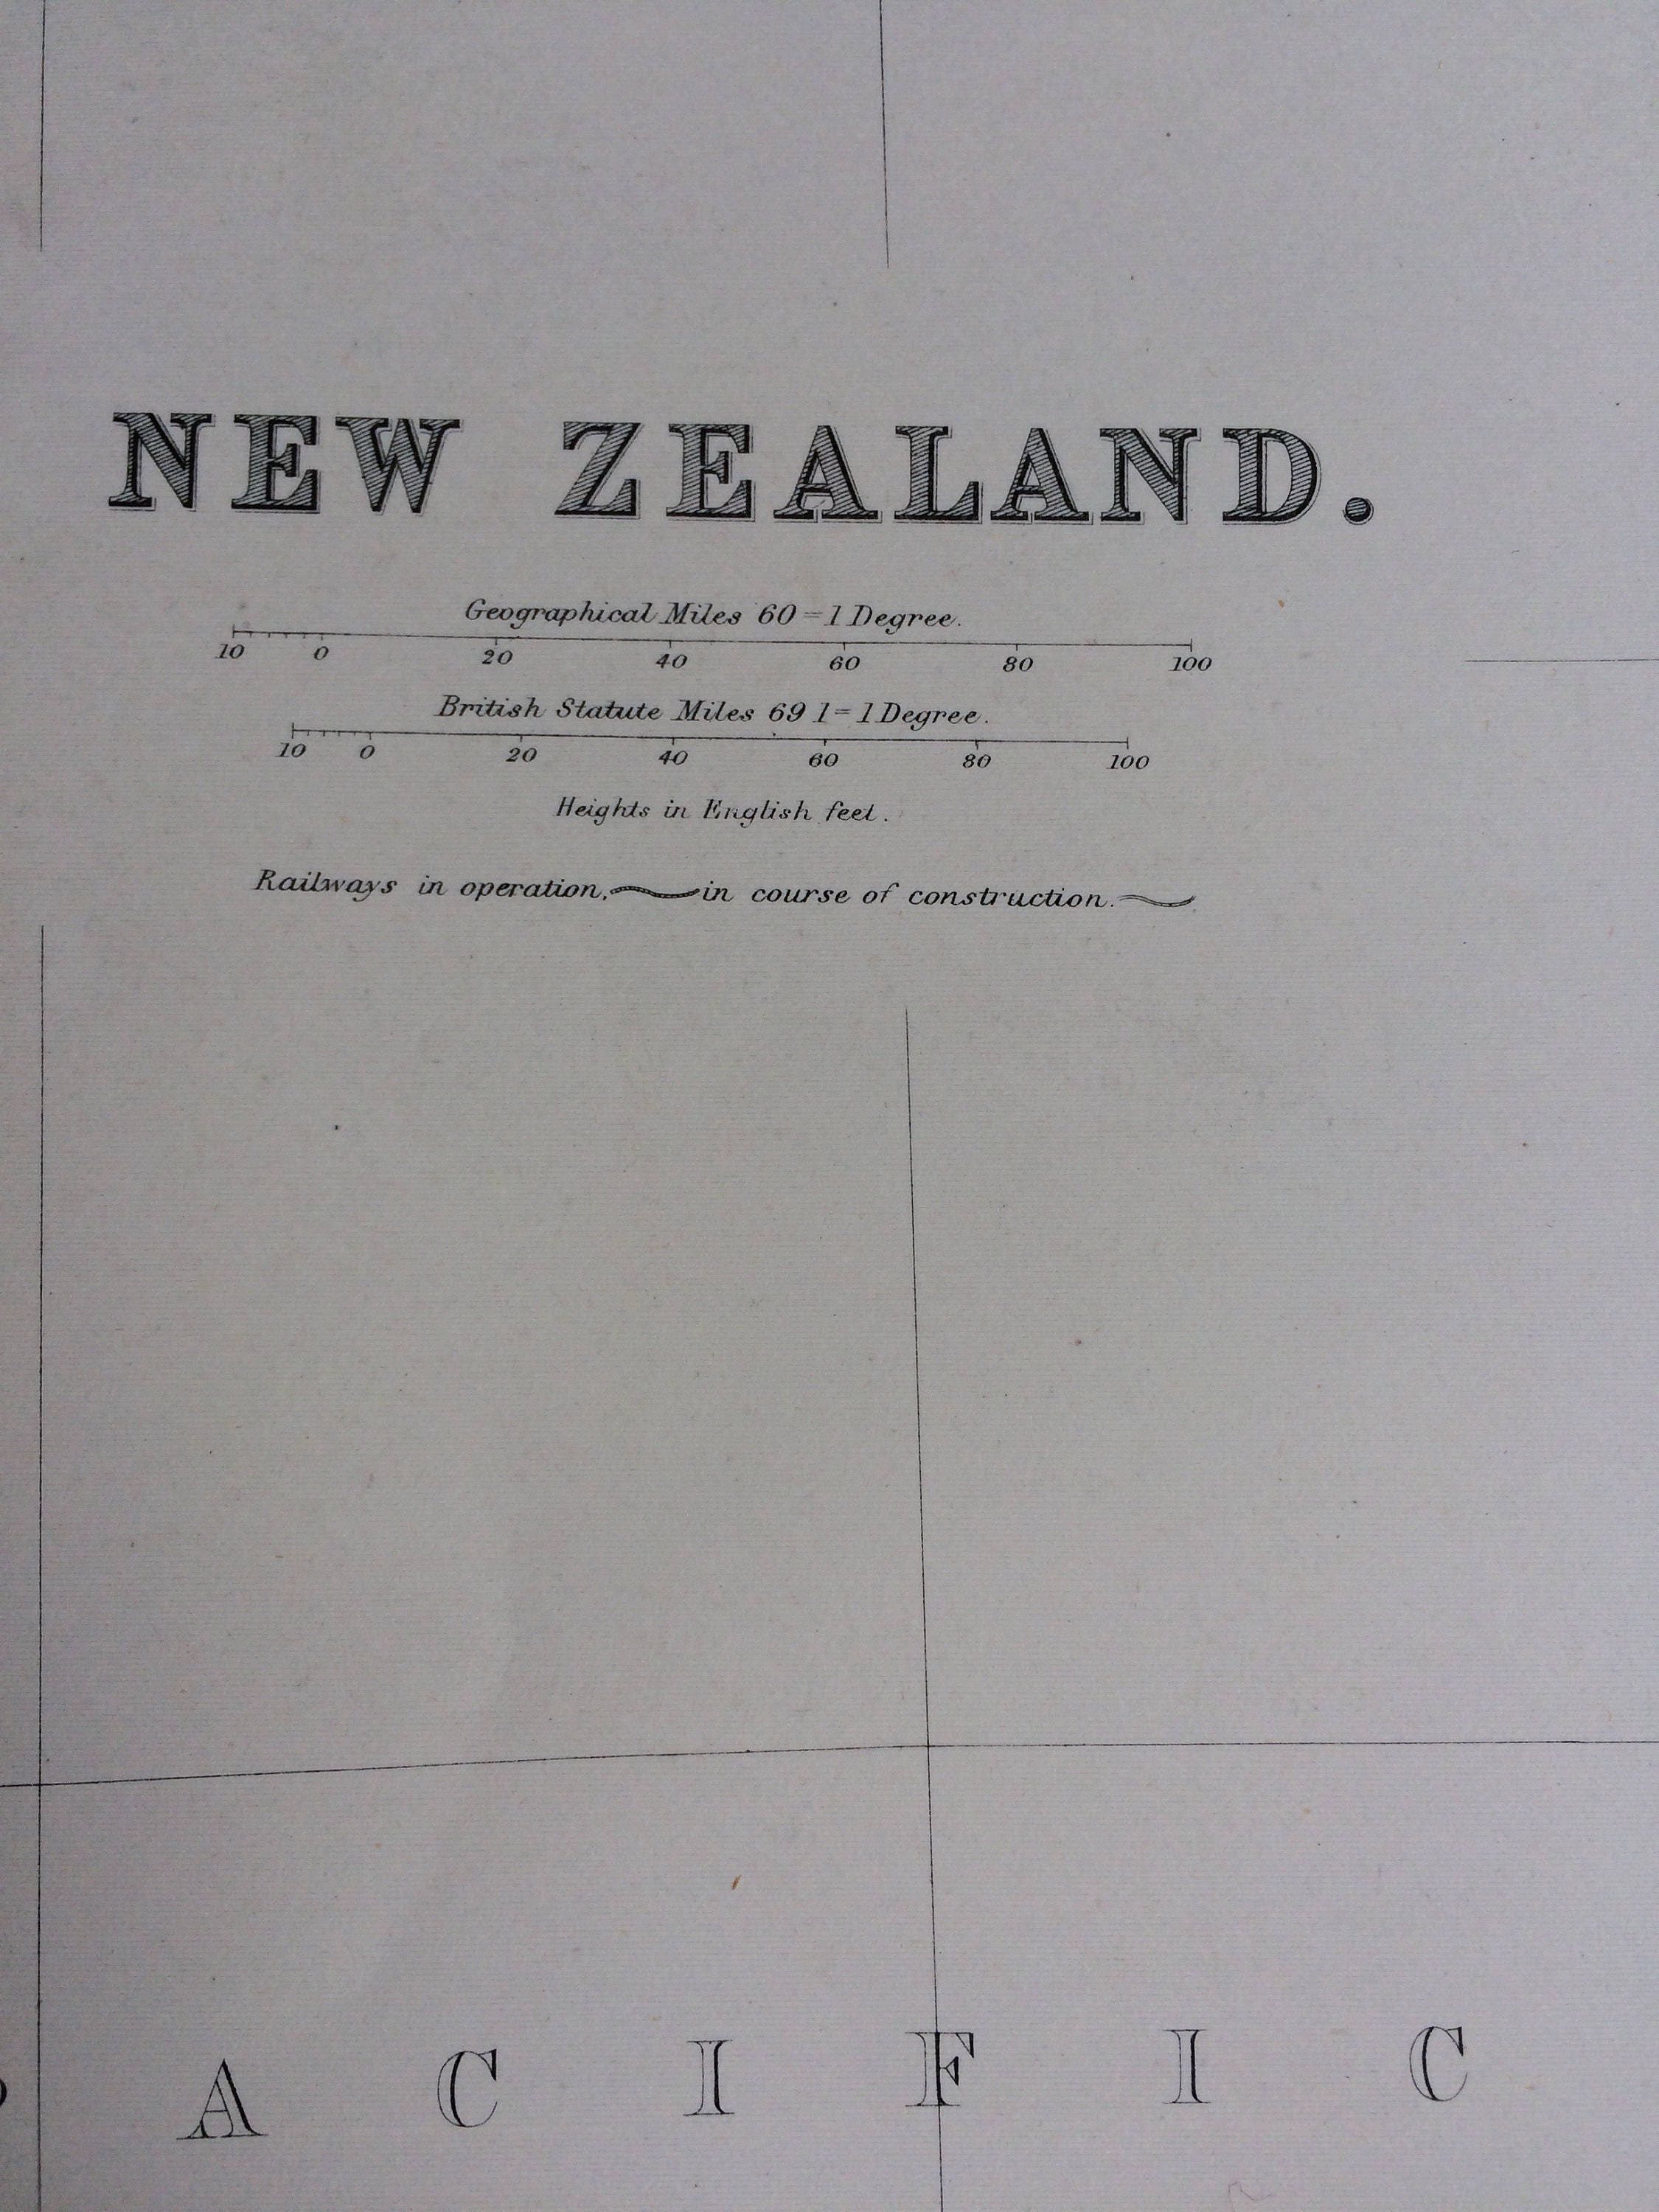 NEW ZEALAND.
Geographical Miles 60 = 1 Degree.
10 0 20 40 60 80 100
British Statute Miles 69 1 = 1 Degree.
10 0 20 40 60 80 100
Heights in English feet.
Railways in operation, in course of construction.
A C I F I C